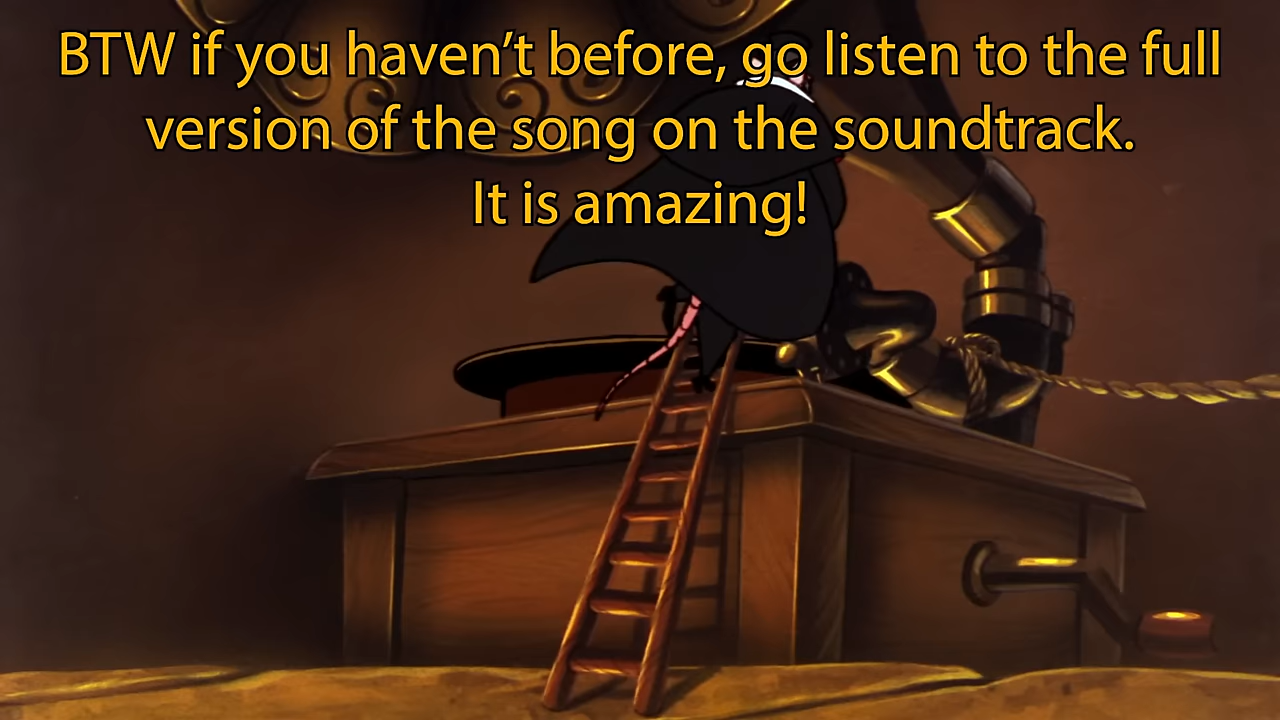 BTW if you haven’t before, go listen to the full
version of the song on the soundtrack.
It is amazing!